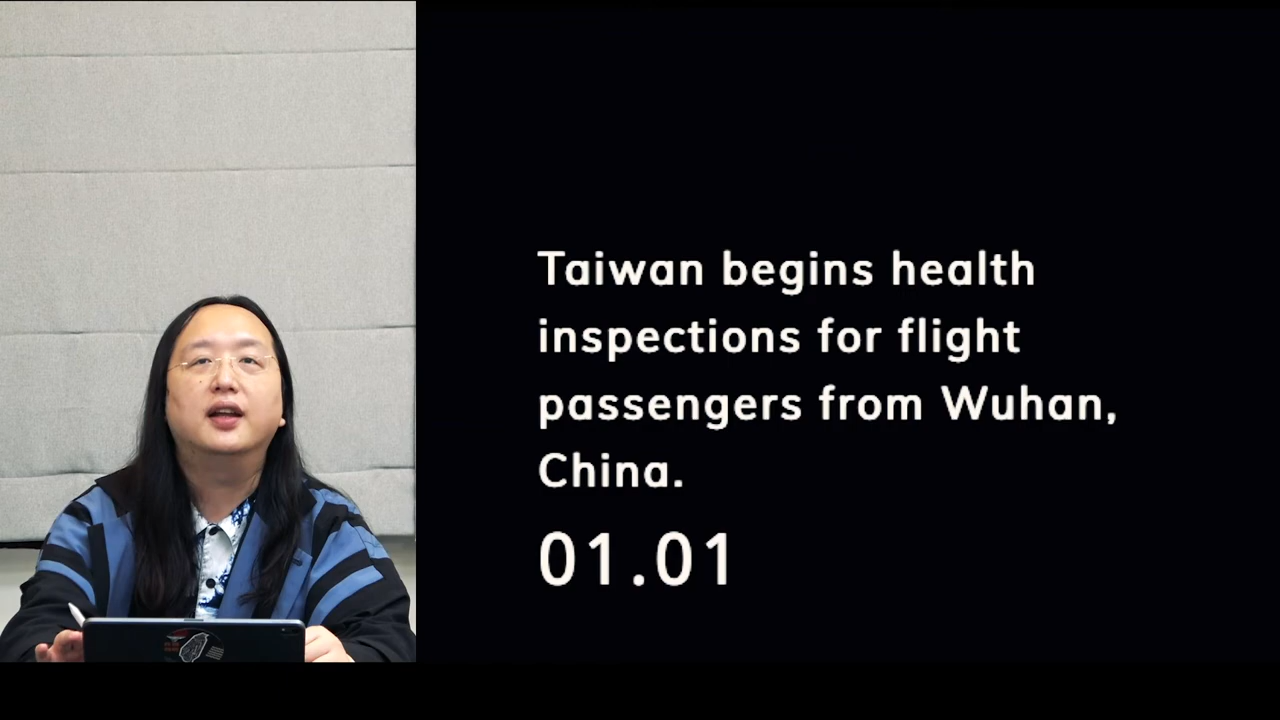 Taiwan begins health
inspections for flight
passengers from Wuhan,
China.
01.01